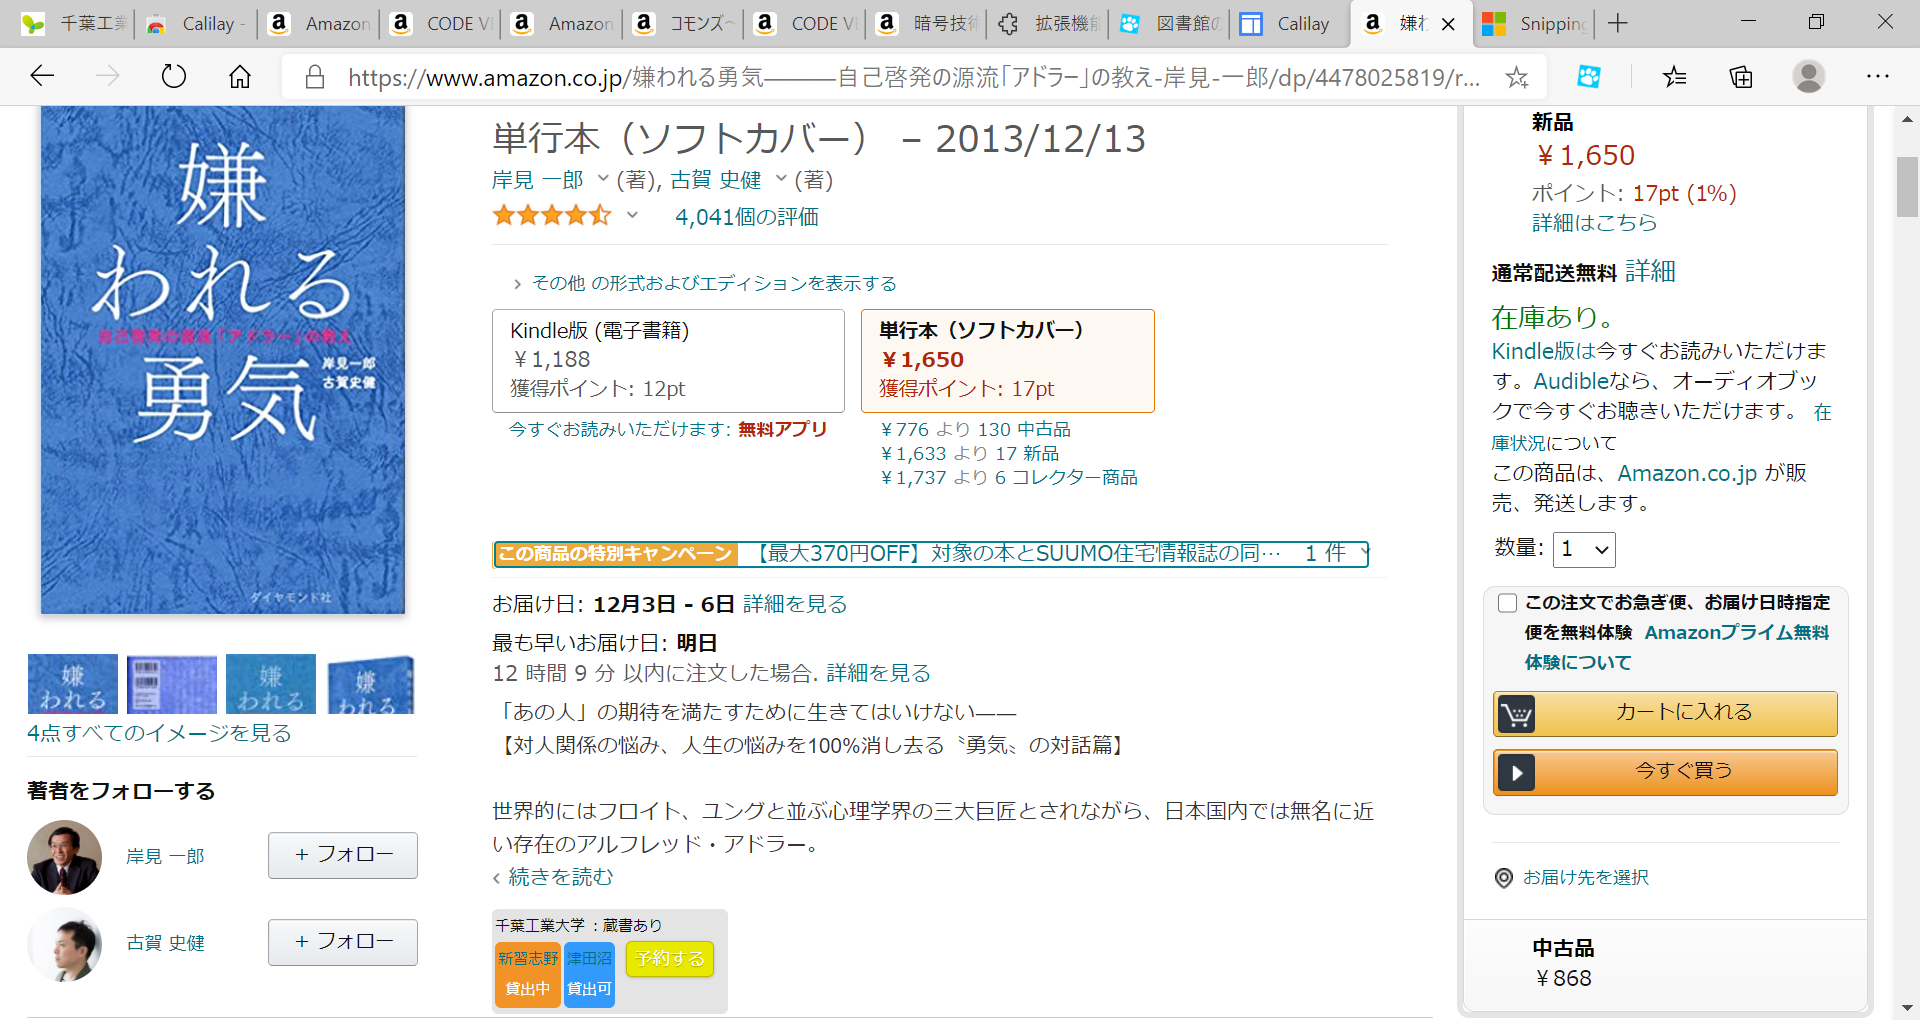 千葉工業
Calilay -
Amazon
CODE VE
Amazon
コモンズペ
CODE VE
暗号技術
拡張機能
図書館の
Calilay
嫌わ
Snipping
https://www.amazon.co.jp/嫌われる勇気―――自己啓発の源流「アドラー」の教え-岸見-一郎/dp/4478025819/r...
嫌
われる
自己啓発の源流「アドラー」の教え
勇気
岸見一郎
古賀史健
ダイヤモンド社
4点すべてのイメージを見る
著者をフォローする
岸見 一郎
+ フォロー
古賀 史健
+ フォロー
単行本（ソフトカバー） – 2013/12/13
岸見 一郎 (著), 古賀 史健 (著)
4,041個の評価
› その他 の形式およびエディションを表示する
Kindle版 (電子書籍)
￥1,188
獲得ポイント: 12pt
今すぐお読みいただけます: 無料アプリ
単行本（ソフトカバー）
￥1,650
獲得ポイント: 17pt
￥776 より 130 中古品
￥1,633 より 17 新品
￥1,737 より 6 コレクター商品
この商品の特別キャンペーン 【最大370円OFF】対象の本とSUUMO住宅情報誌の同… 1 件
お届け日: 12月3日 - 6日 詳細を見る
最も早いお届け日: 明日
12 時間 9 分 以内に注文した場合. 詳細を見る
「あの人」の期待を満たすために生きてはいけない――
【対人関係の悩み、人生の悩みを100%消し去る〝勇気〟の対話篇】
世界的にはフロイト、ユングと並ぶ心理学界の三大巨匠とされながら、日本国内では無名に近
い存在のアルフレッド・アドラー。
‹ 続きを読む
千葉工業大学 : 蔵書あり
新習志野
貸出中
津田沼
貸出可
予約する
新品
￥1,650
ポイント: 17pt (1%)
詳細はこちら
通常配送無料 詳細
在庫あり。
Kindle版は今すぐお読みいただけま
す。Audibleなら、オーディオブッ
クで今すぐお聴きいただけます。 在
庫状況について
この商品は、Amazon.co.jp が販
売、発送します。
数量: 1
この注文でお急ぎ便、お届け日時指定
便を無料体験 Amazonプライム無料
体験について
カートに入れる
今すぐ買う
お届け先を選択
中古品
￥868